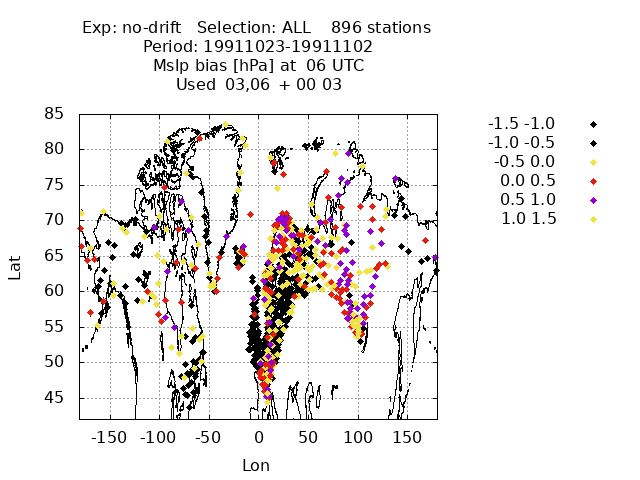 Exp: no-drift   Selection: ALL    896 stations
Period: 19911023-19911102
Mslp bias [hPa] at  06 UTC
Used  03,06  + 00 03
85
80
75
70
65
60
55
50
45
Lat
-150 -100 -50 0 50 100 150
Lon
-1.5 -1.0
-1.0 -0.5
-0.5 0.0
0.0 0.5
0.5 1.0
1.0 1.5